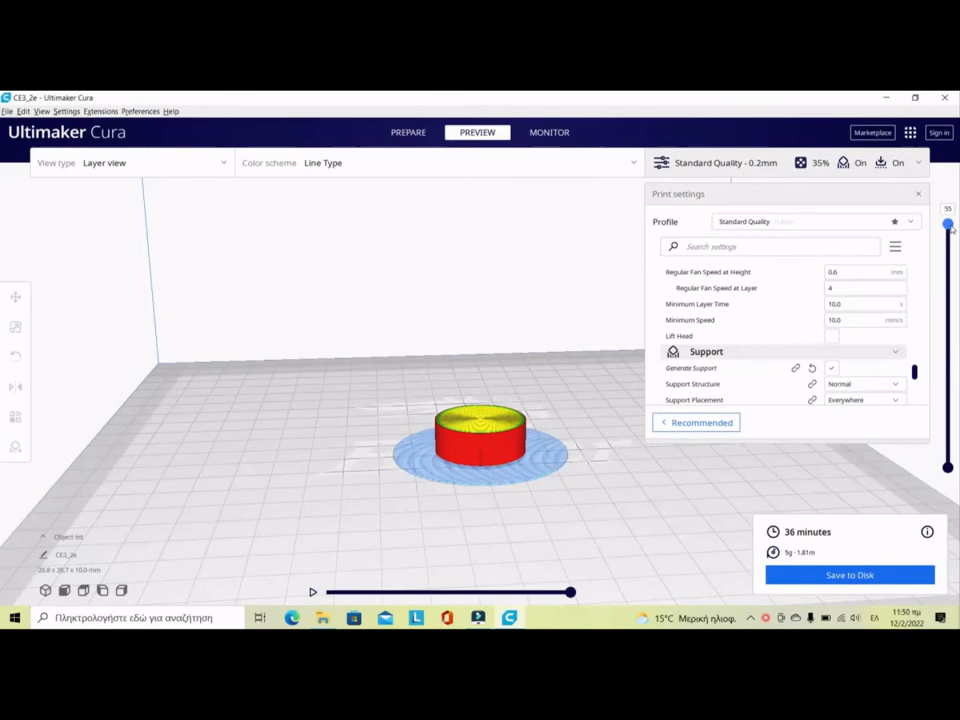 CE3_2e - Ultimaker Cura
File Edit View Settings Extensions Preferences Help
Ultimaker Cura
PREPARE PREVIEW MONITOR
Marketplace Sign in
View type Layer view Color scheme Line Type Standard Quality - 0.2mm 35% On On
Print settings
55
Profile Standard Quality 0.2mm
Search settings
Regular Fan Speed at Height 0.6 mm
Regular Fan Speed at Layer 4
Minimum Layer Time 10.0 s
Minimum Speed 10.0 mm/s
Lift Head
Support
Generate Support
Support Structure Normal
Support Placement Everywhere
Recommended
36 minutes
5g · 1.81m
Save to Disk
Object list
CE3_2e
26.8 x 26.7 x 10.0 mm
Πληκτρολογήστε εδώ για αναζήτηση
15°C Μερική ηλιοφ. ΕΛ
11:50 πμ
12/2/2022